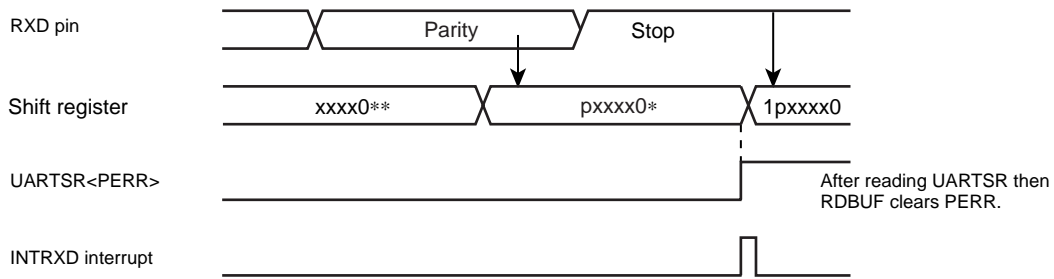 RXD pin
Parity
Stop
Shift register
xxxx0**
pxxxx0*
1pxxxx0
UARTSR<PERR>
After reading UARTSR then
RDBUF clears PERR.
INTRXD interrupt